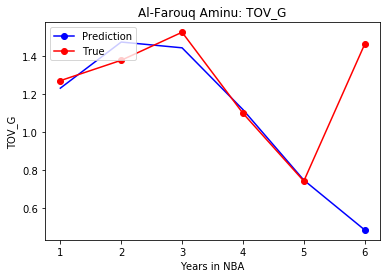 Al-Farouq Aminu: TOV_G
Prediction
True
1.4
1.2
1.0
0.8
0.6
TOV_G
1 2 3 4 5 6
Years in NBA